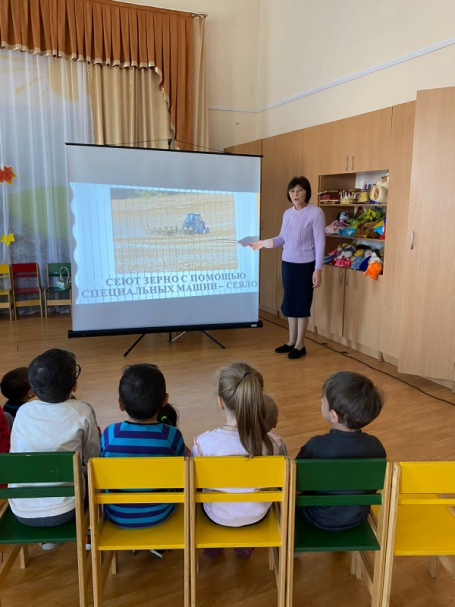 СЕЮТ ЗЕРНО С ПОМОЩЬЮ
СПЕЦИАЛЬНЫХ МАШИН – СЕЯЛО